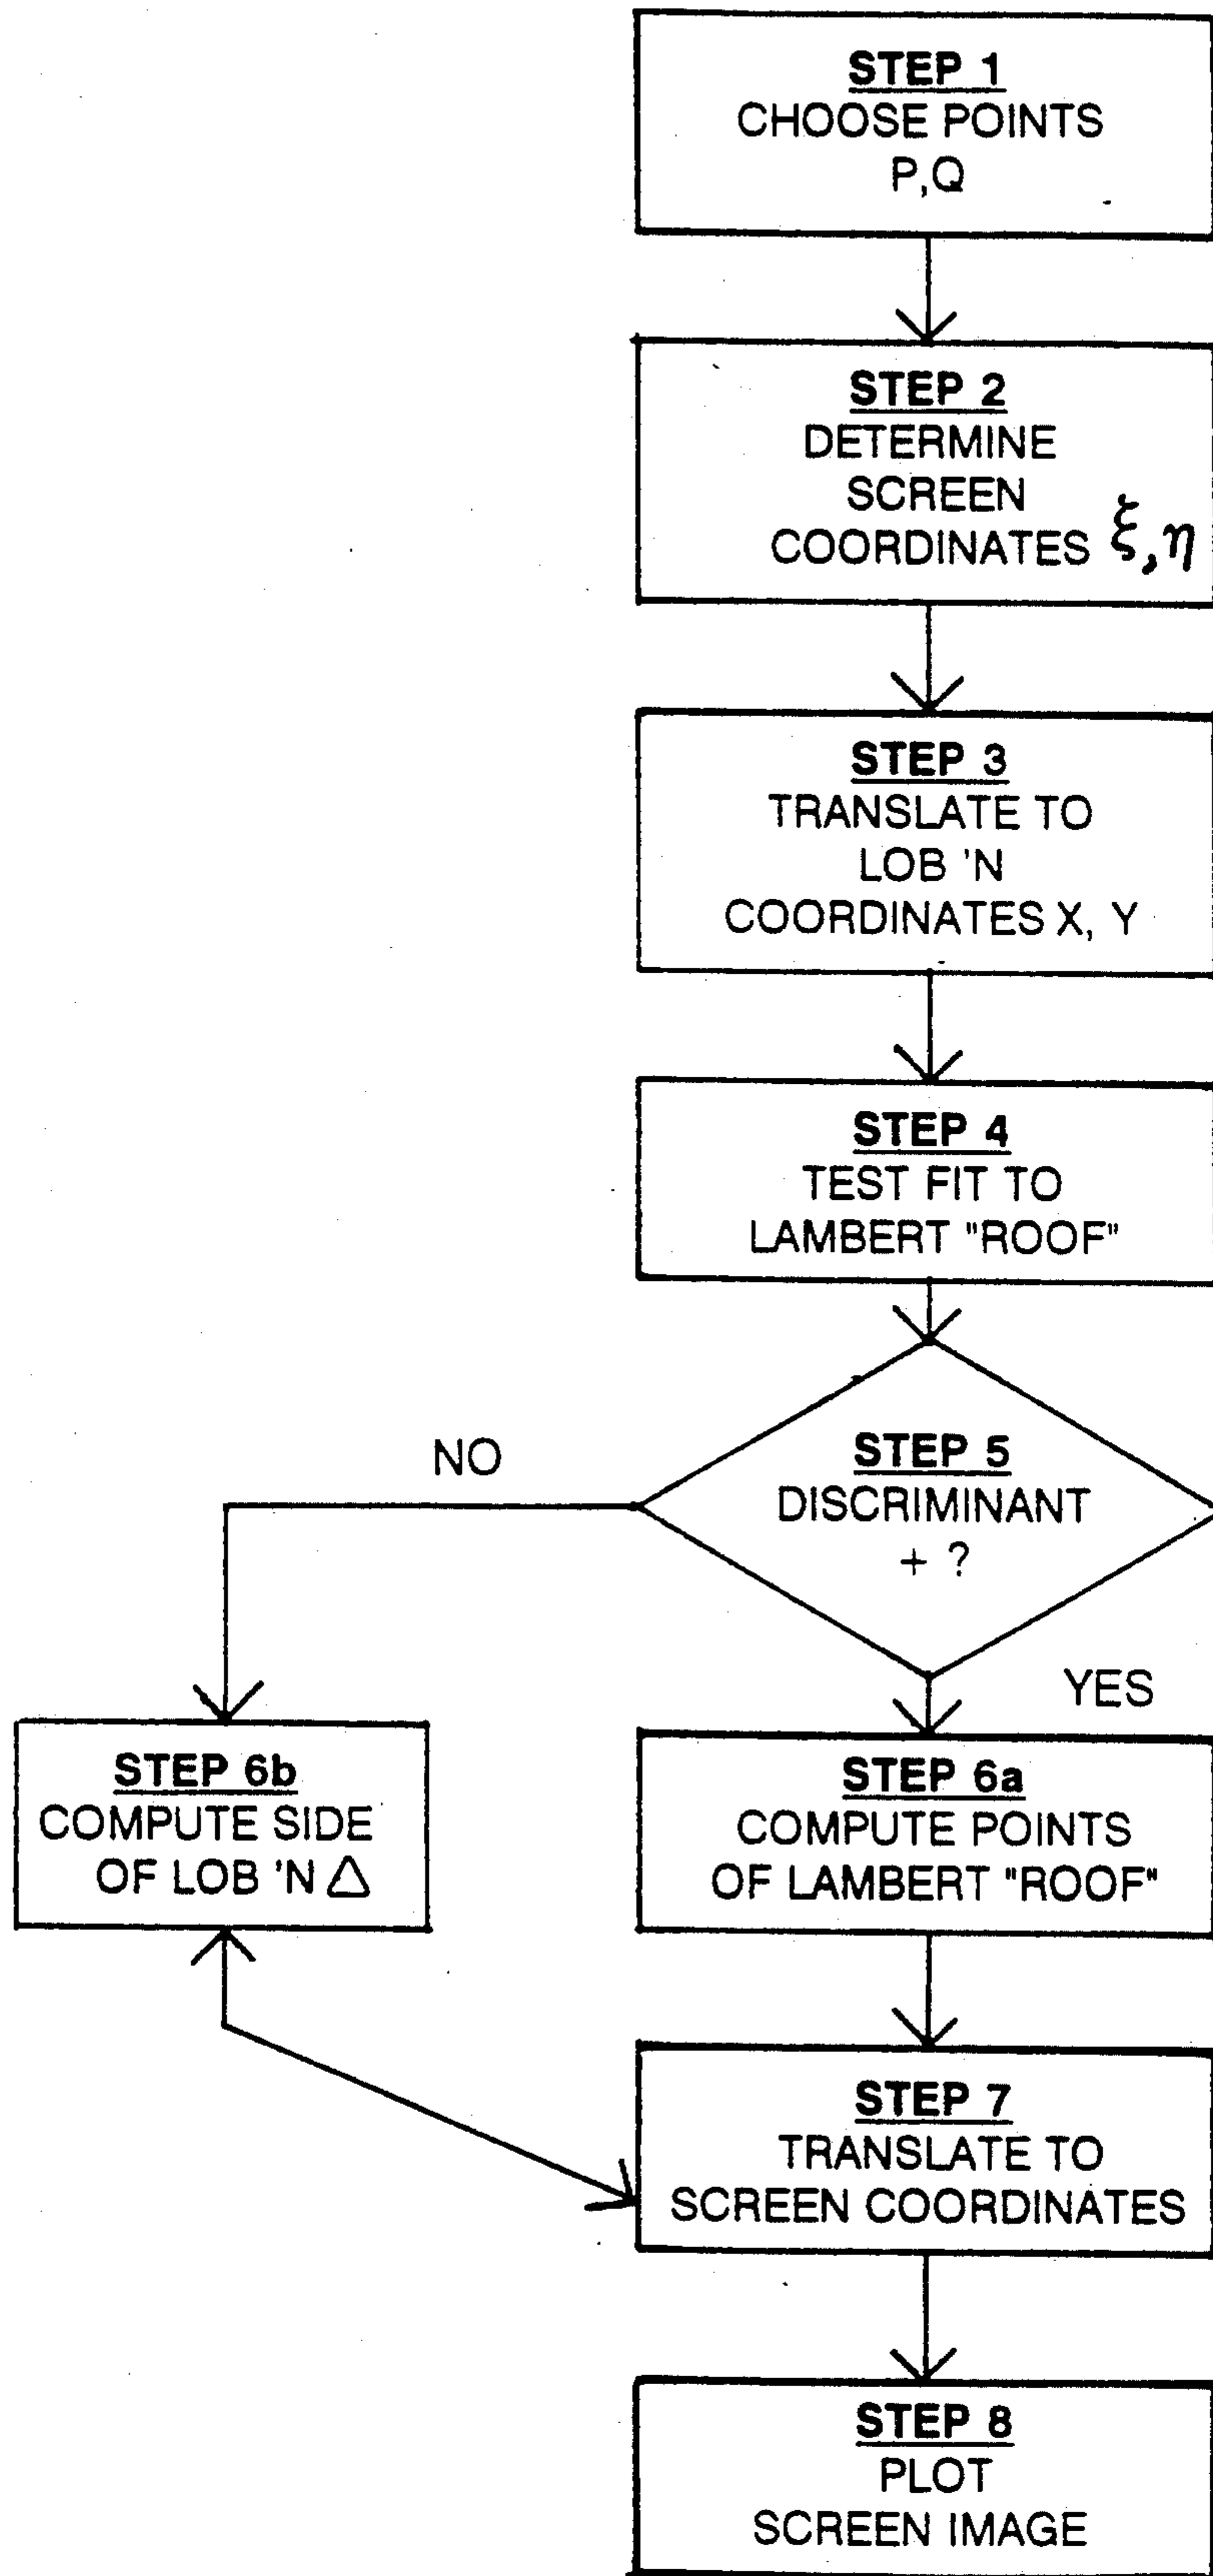 STEP 1
CHOOSE POINTS
P,Q
STEP 2
DETERMINE
SCREEN
COORDINATES ξ,η
STEP 3
TRANSLATE TO
LOB 'N
COORDINATES X, Y
STEP 4
TEST FIT TO
LAMBERT "ROOF"
STEP 5
DISCRIMINANT
+ ?
NO
YES
STEP 6b
COMPUTE SIDE
OF LOB 'N △
STEP 6a
COMPUTE POINTS
OF LAMBERT "ROOF"
STEP 7
TRANSLATE TO
SCREEN COORDINATES
STEP 8
PLOT
SCREEN IMAGE